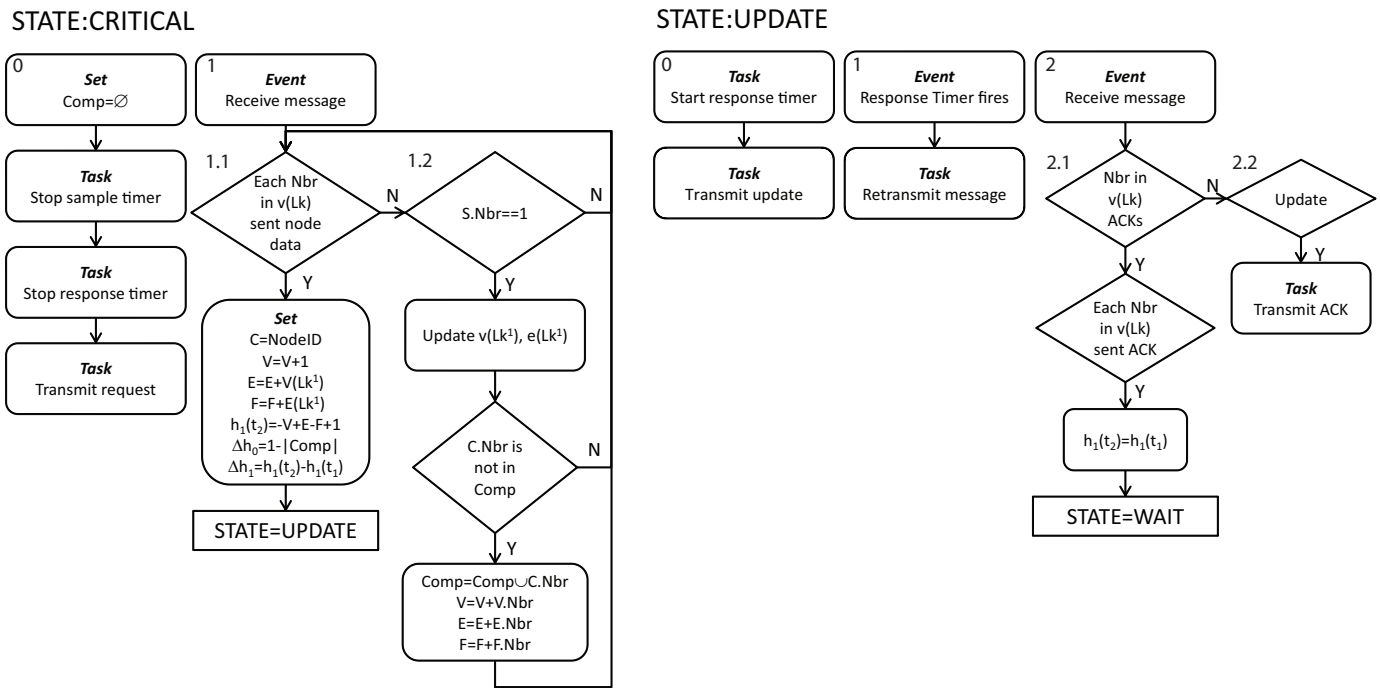 STATE:CRITICAL
0
Set
Comp=∅
Task
Stop sample timer
Task
Stop response timer
Task
Transmit request
1
Event
Receive message
1.1
Each Nbr
in v(Lk)
sent node
data
N
Y
Set
C=NodeID
V=V+1
E=E+V(Lk¹)
F=F+E(Lk¹)
h₁(t₂)=-V+E-F+1
Δh₀=1-|Comp|
Δh₁=h₁(t₂)-h₁(t₁)
STATE=UPDATE
1.2
S.Nbr==1
N
Y
Update v(Lk¹), e(Lk¹)
C.Nbr is
not in
Comp
N
Y
Comp=Comp∪C.Nbr
V=V+V.Nbr
E=E+E.Nbr
F=F+F.Nbr
STATE:UPDATE
0
Task
Start response timer
Task
Transmit update
1
Event
Response Timer fires
Task
Retransmit message
2
Event
Receive message
2.1
Nbr in
v(Lk)
ACKs
N
Y
Each Nbr
in v(Lk)
sent ACK
Y
h₁(t₂)=h₁(t₁)
STATE=WAIT
2.2
Update
Y
Task
Transmit ACK